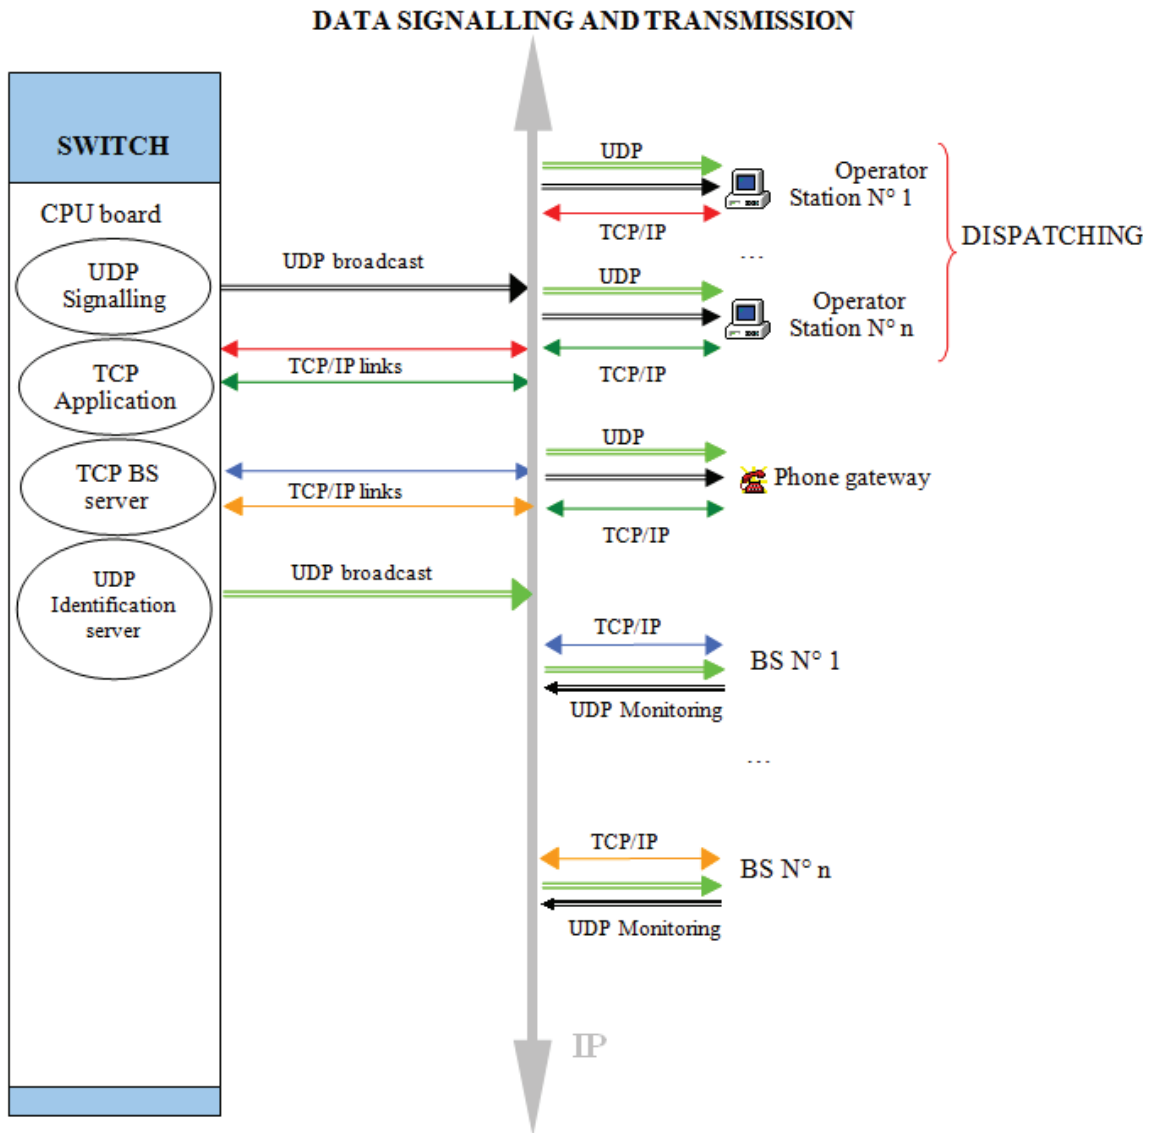 DATA SIGNALLING AND TRANSMISSION
SWITCH
CPU board
UDP
Signalling
TCP
Application
TCP BS
server
UDP
Identification
server
UDP broadcast
TCP/IP links
TCP/IP links
UDP broadcast
UDP
Operator
Station N° 1
TCP/IP
...
UDP
Operator
Station N° n
TCP/IP
DISPATCHING
UDP
Phone gateway
TCP/IP
TCP/IP
BS N° 1
UDP Monitoring
...
TCP/IP
BS N° n
UDP Monitoring
IP